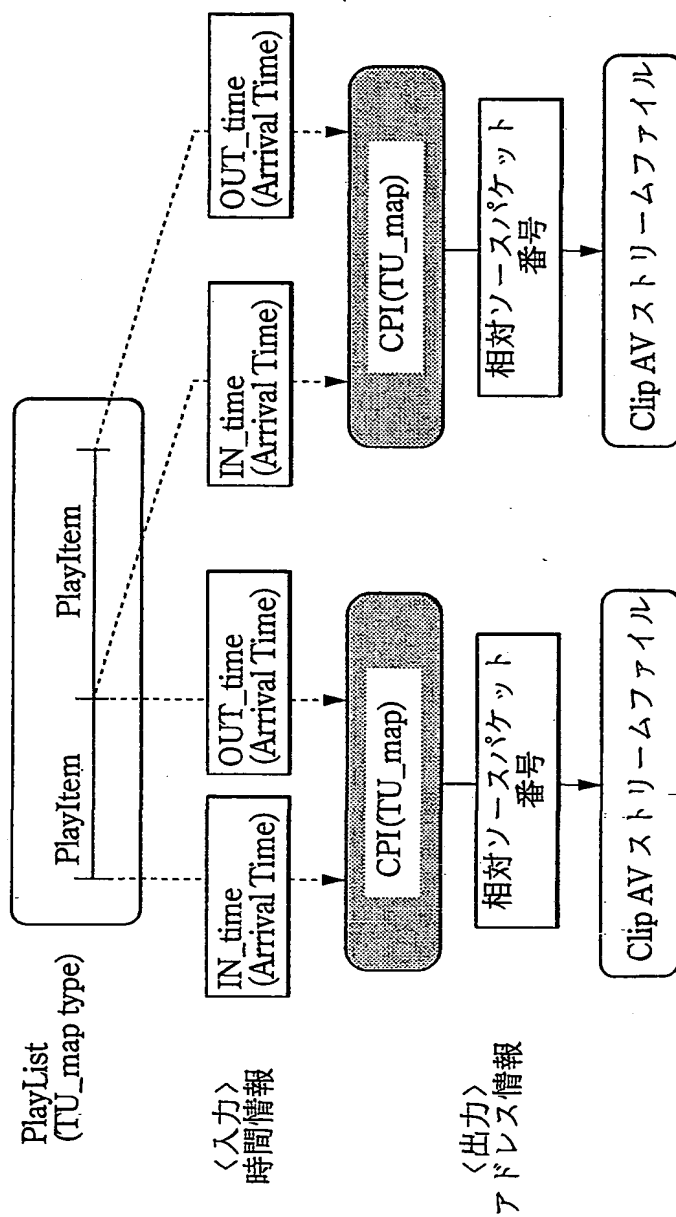 PlayList
(TU_map type)
PlayItem
PlayItem
〈入力〉
時間情報
IN_time
(Arrival Time)
OUT_time
(Arrival Time)
IN_time
(Arrival Time)
OUT_time
(Arrival Time)
CPI(TU_map)
CPI(TU_map)
〈出力〉
アドレス情報
相対ソースパケット
番号
相対ソースパケット
番号
Clip AV ストリームファイル
Clip AV ストリームファイル